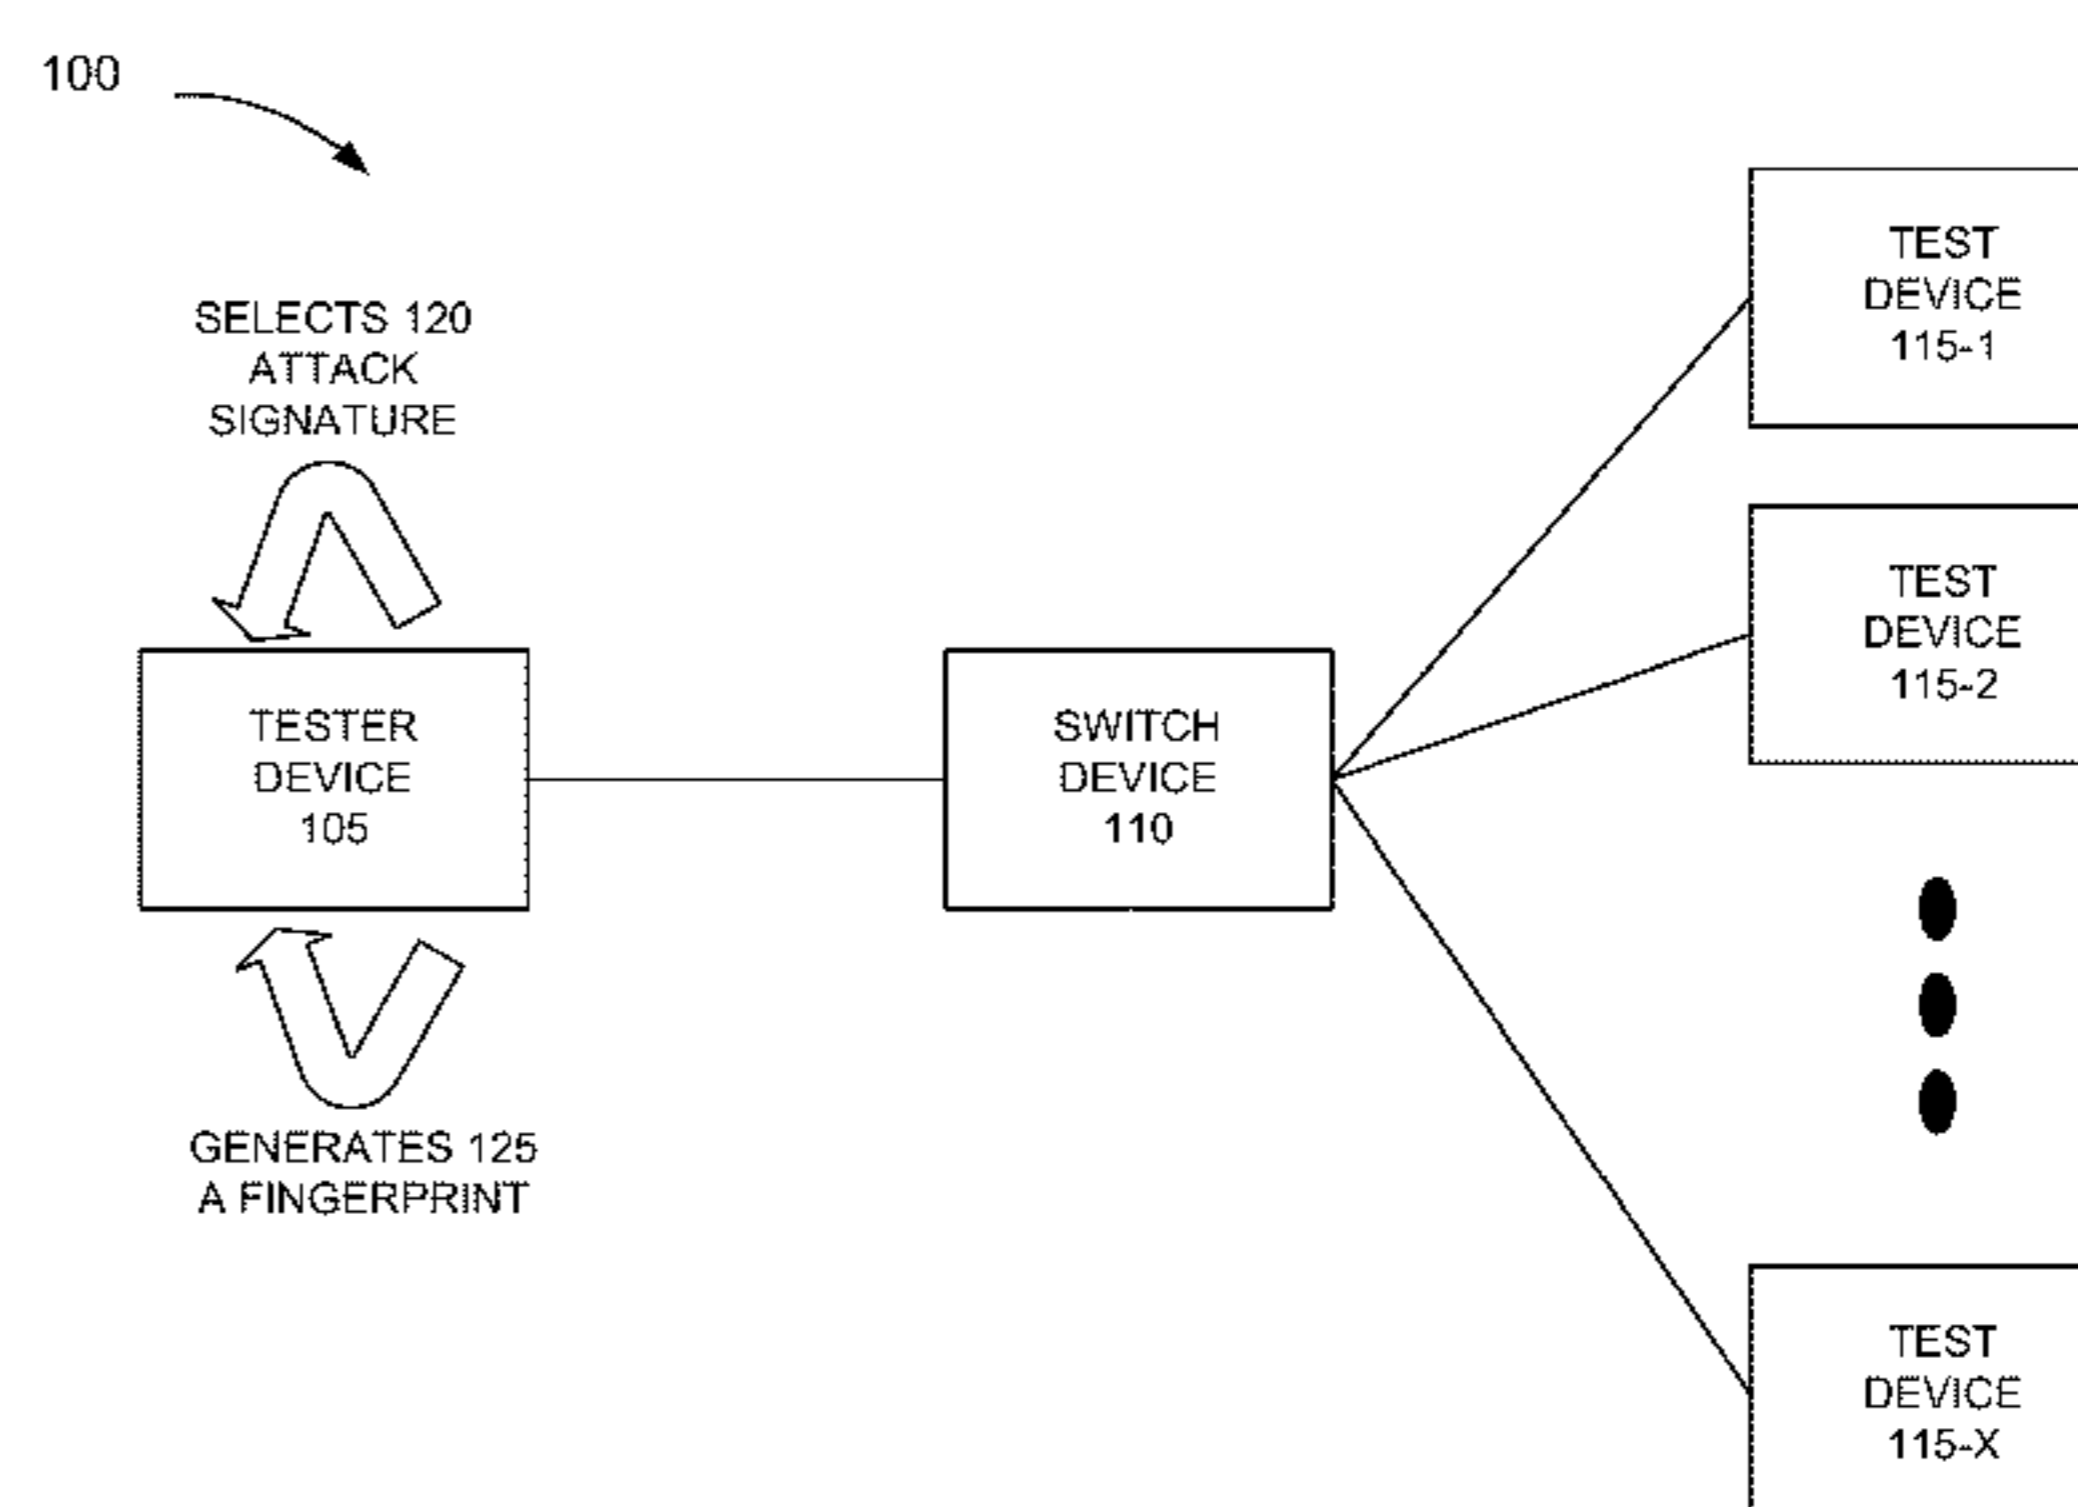 100
SELECTS 120
ATTACK
SIGNATURE
TESTER
DEVICE
105
GENERATES 125
A FINGERPRINT
SWITCH
DEVICE
110
TEST
DEVICE
115-1
TEST
DEVICE
115-2
TEST
DEVICE
115-X